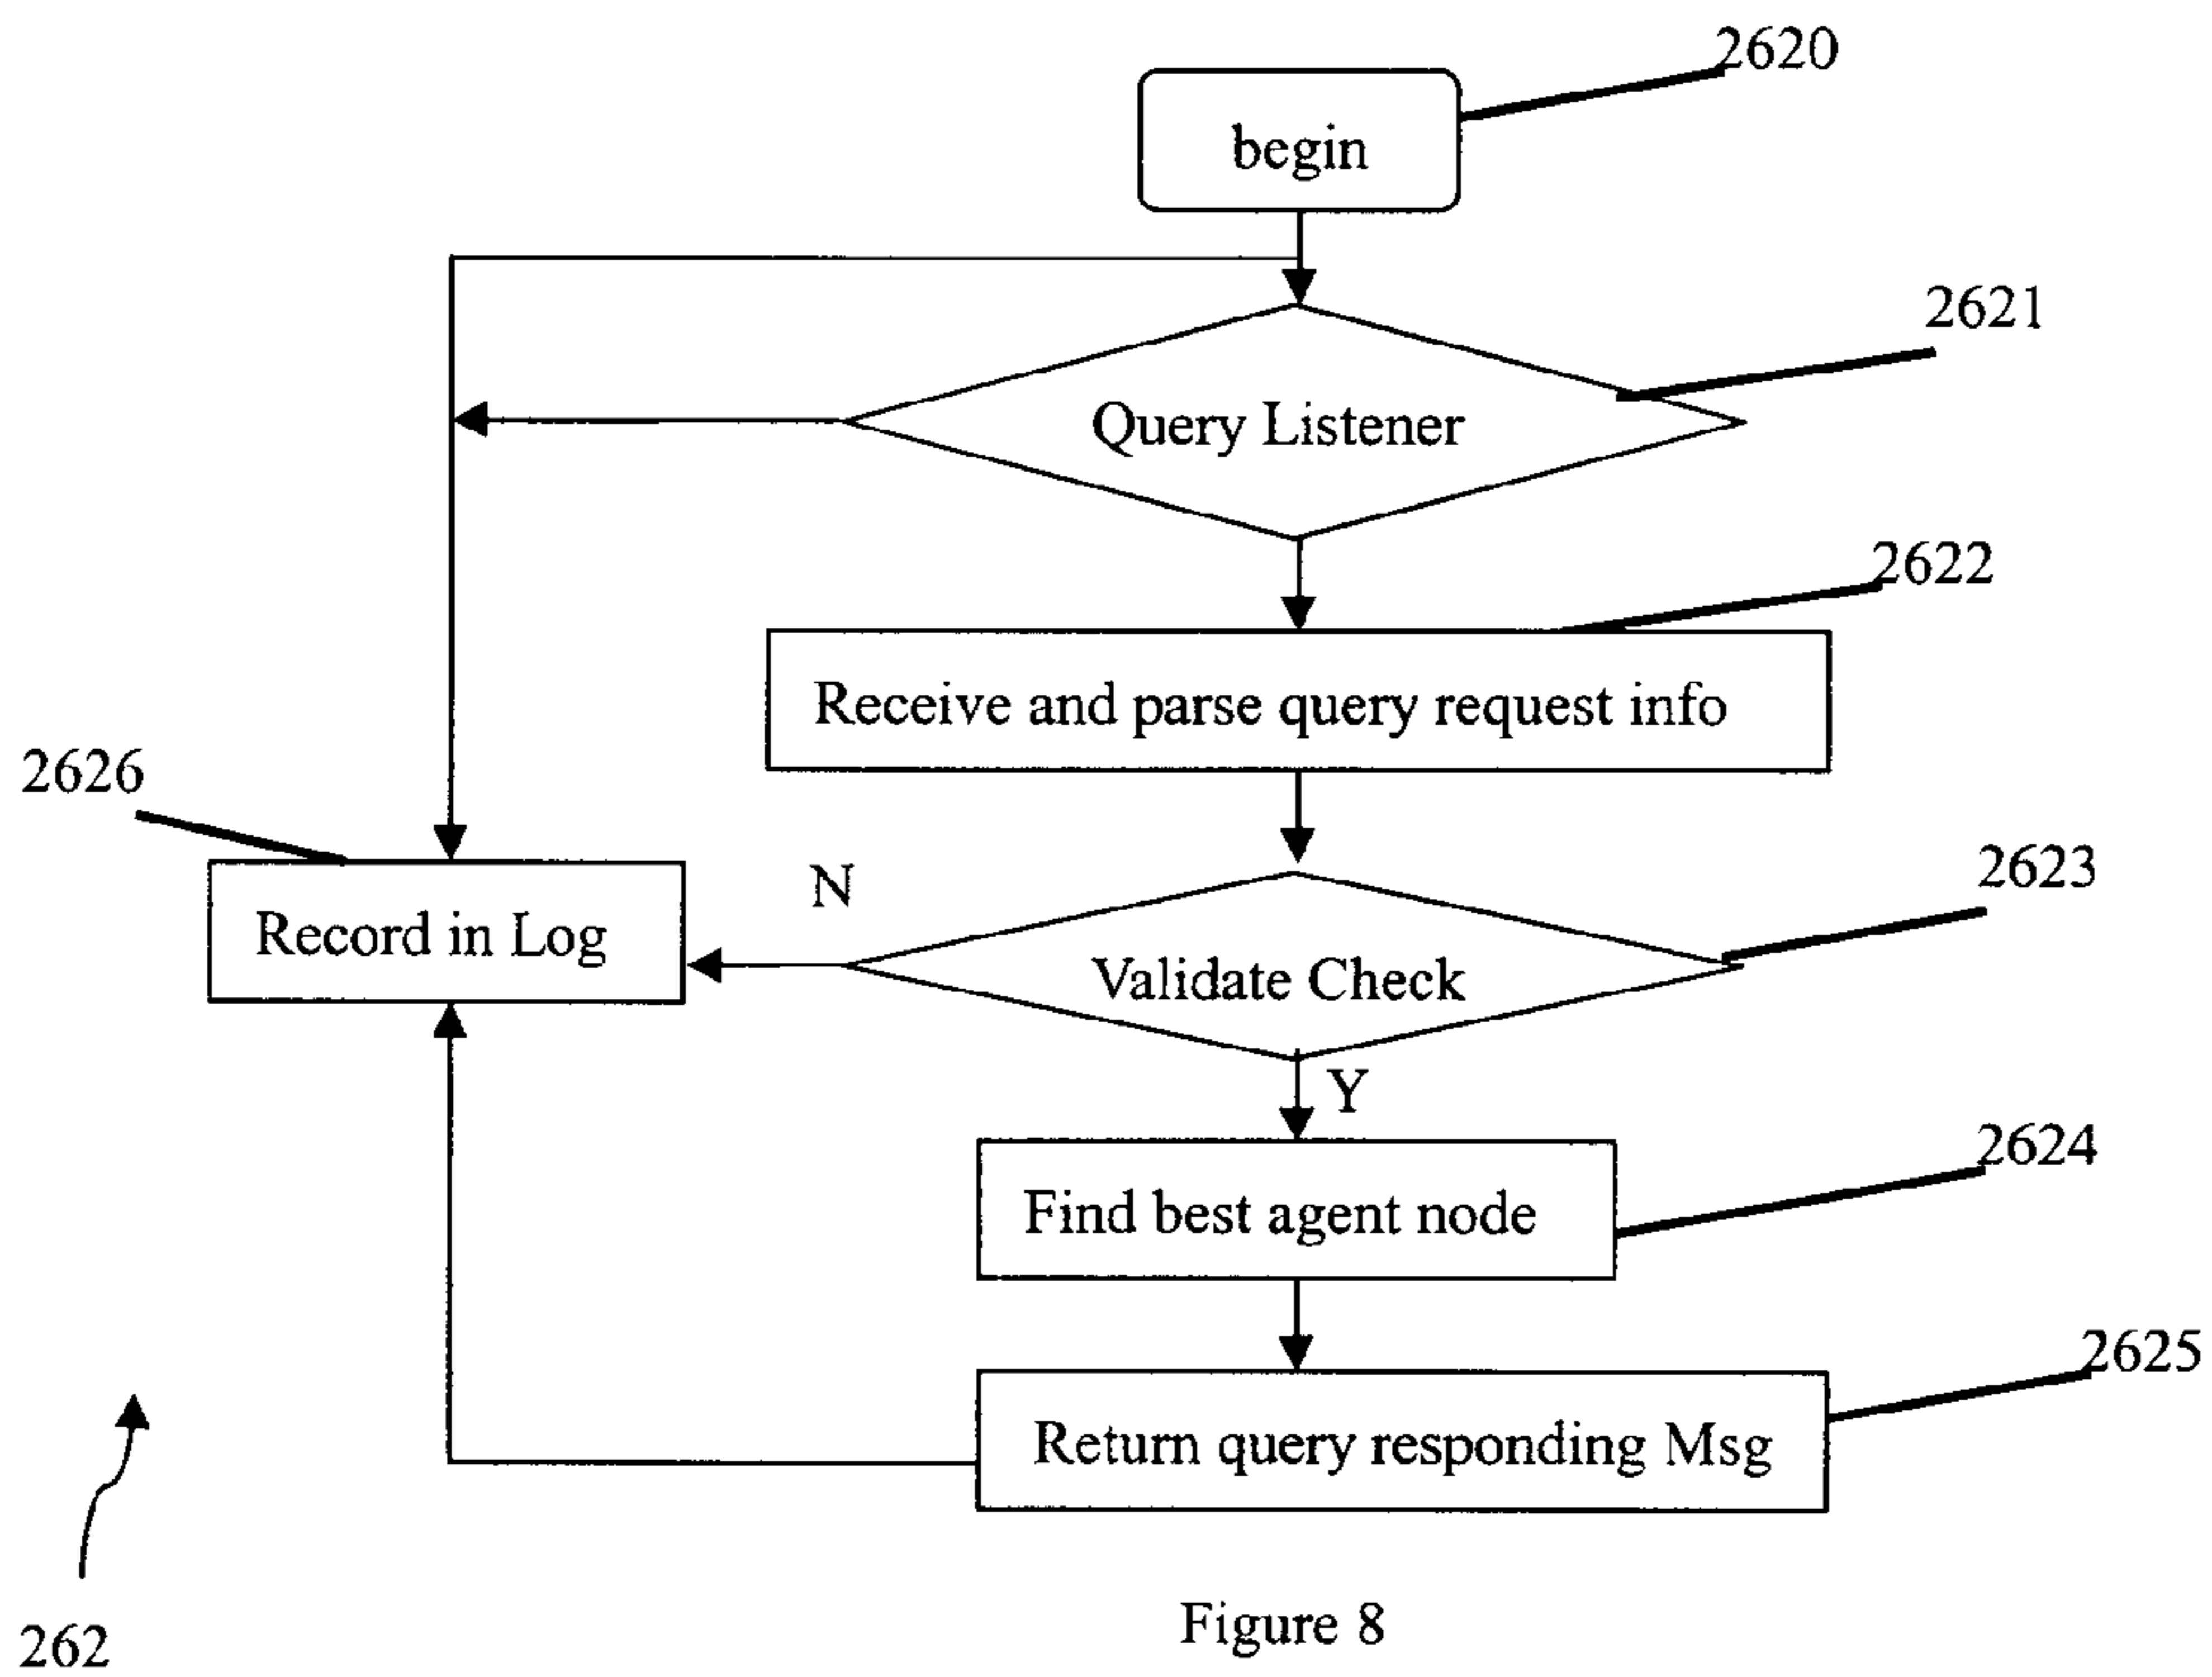 2620
begin
2621
Query Listener
2622
Receive and parse query request info
2626
2623
N
Record in Log
Validate Check
Y
2624
Find best agent node
2625
Return query responding Msg
Figure 8
262